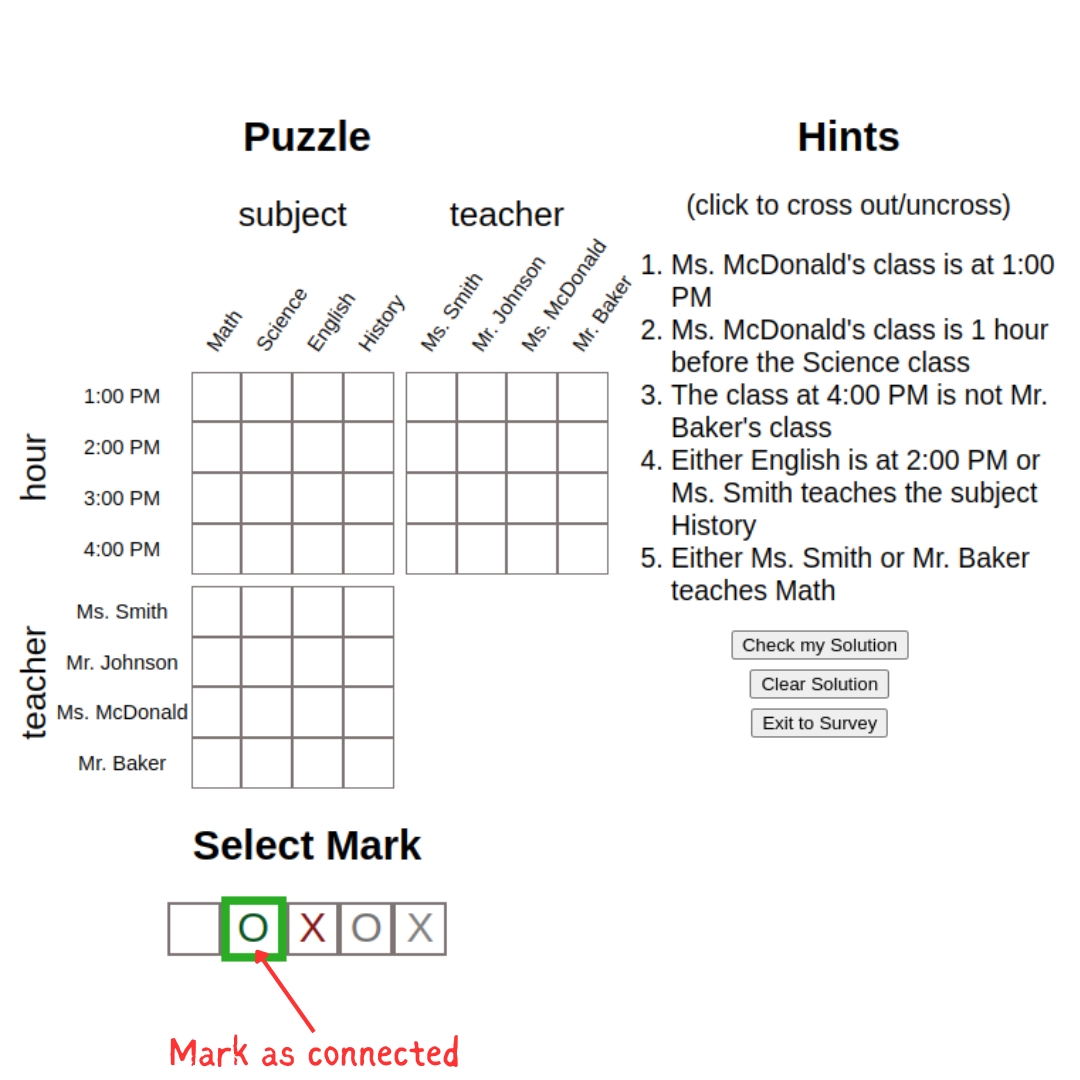 Puzzle
Hints
subject
teacher
(click to cross out/uncross)
Math
Science
English
History
Ms. Smith
Mr. Johnson
Ms. McDonald
Mr. Baker
hour
1:00 PM
2:00 PM
3:00 PM
4:00 PM
teacher
Ms. Smith
Mr. Johnson
Ms. McDonald
Mr. Baker
1. Ms. McDonald's class is at 1:00
PM
2. Ms. McDonald's class is 1 hour
before the Science class
3. The class at 4:00 PM is not Mr.
Baker's class
4. Either English is at 2:00 PM or
Ms. Smith teaches the subject
History
5. Either Ms. Smith or Mr. Baker
teaches Math
Check my Solution
Clear Solution
Exit to Survey
Select Mark
O X O X
Mark as connected